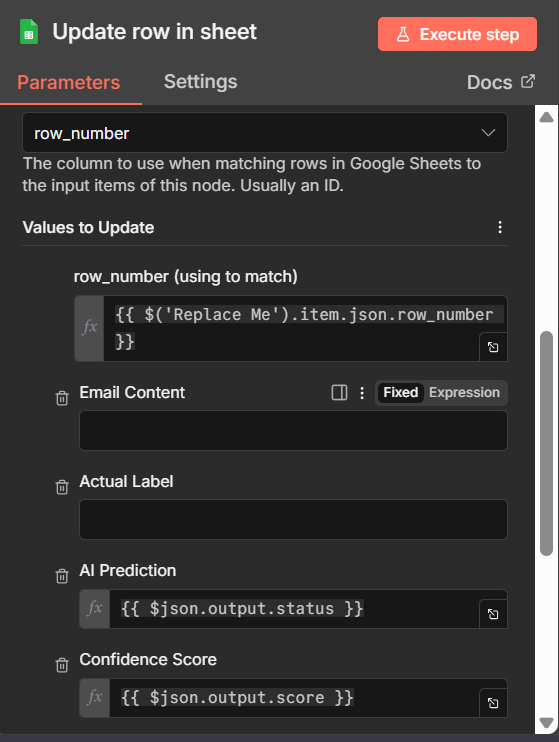 Update row in sheet
Execute step
Parameters
Settings
Docs
row_number
The column to use when matching rows in Google Sheets to
the input items of this node. Usually an ID.
Values to Update
row_number (using to match)
fx
{{ $('Replace Me').item.json.row_number
}}
Email Content
Fixed
Expression
Actual Label
AI Prediction
fx
{{ $json.output.status }}
Confidence Score
fx
{{ $json.output.score }}